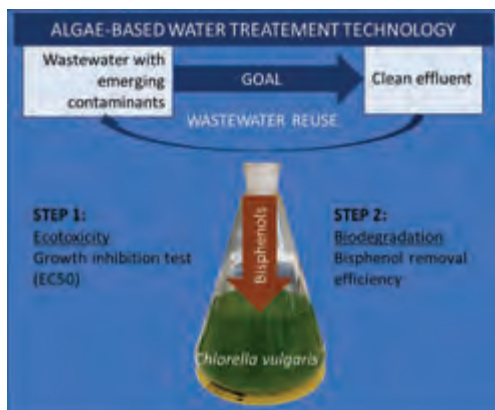 ALGAE-BASED WATER TREATEMENT TECHNOLOGY
Wastewater with
emerging
contaminants
GOAL
Clean effluent
WASTEWATER REUSE
STEP 1:
Ecotoxicity
Growth inhibition test
(EC50)
Bisphenols
STEP 2:
Biodegradation
Bisphenol removal
efficiency
Chlorella vulgaris